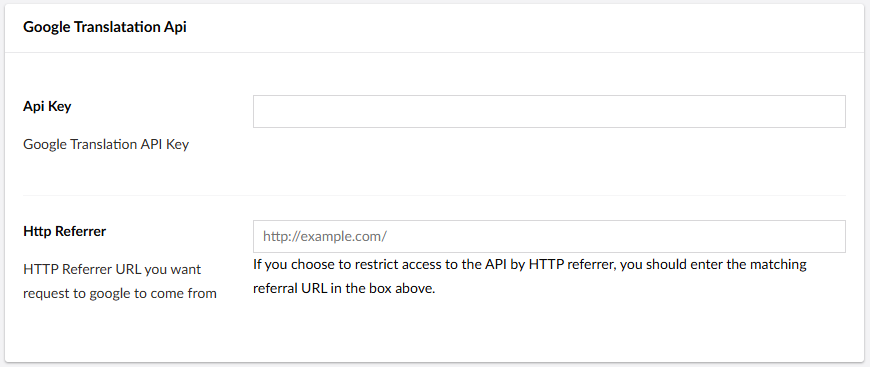 Google Translatation Api
Api Key
Google Translation API Key
Http Referrer
http://example.com/
HTTP Referrer URL you want
request to google to come from
If you choose to restrict access to the API by HTTP referrer, you should enter the matching
referral URL in the box above.